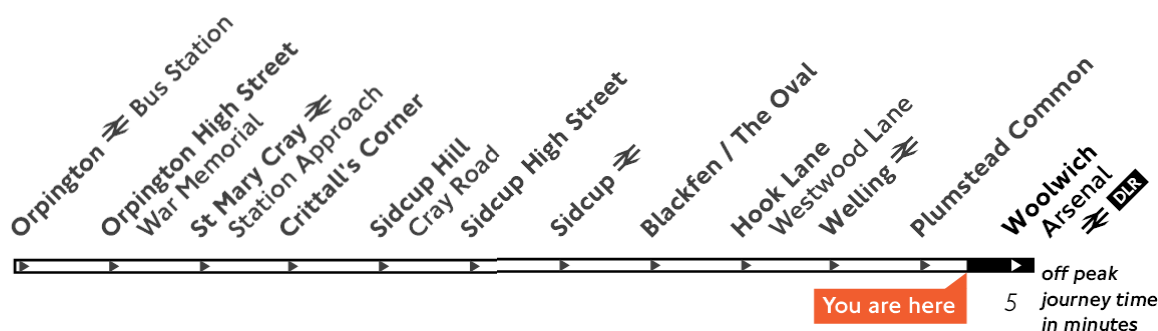 Orpington Bus Station
Orpington High Street
War Memorial
St Mary Cray
Station Approach
Crittall's Corner
Sidcup Hill
Cray Road
Sidcup High Street
Sidcup
Blackfen / The Oval
Hook Lane
Westwood Lane
Welling
Plumstead Common
Woolwich
Arsenal
DLR
You are here
5
off peak
journey time
in minutes